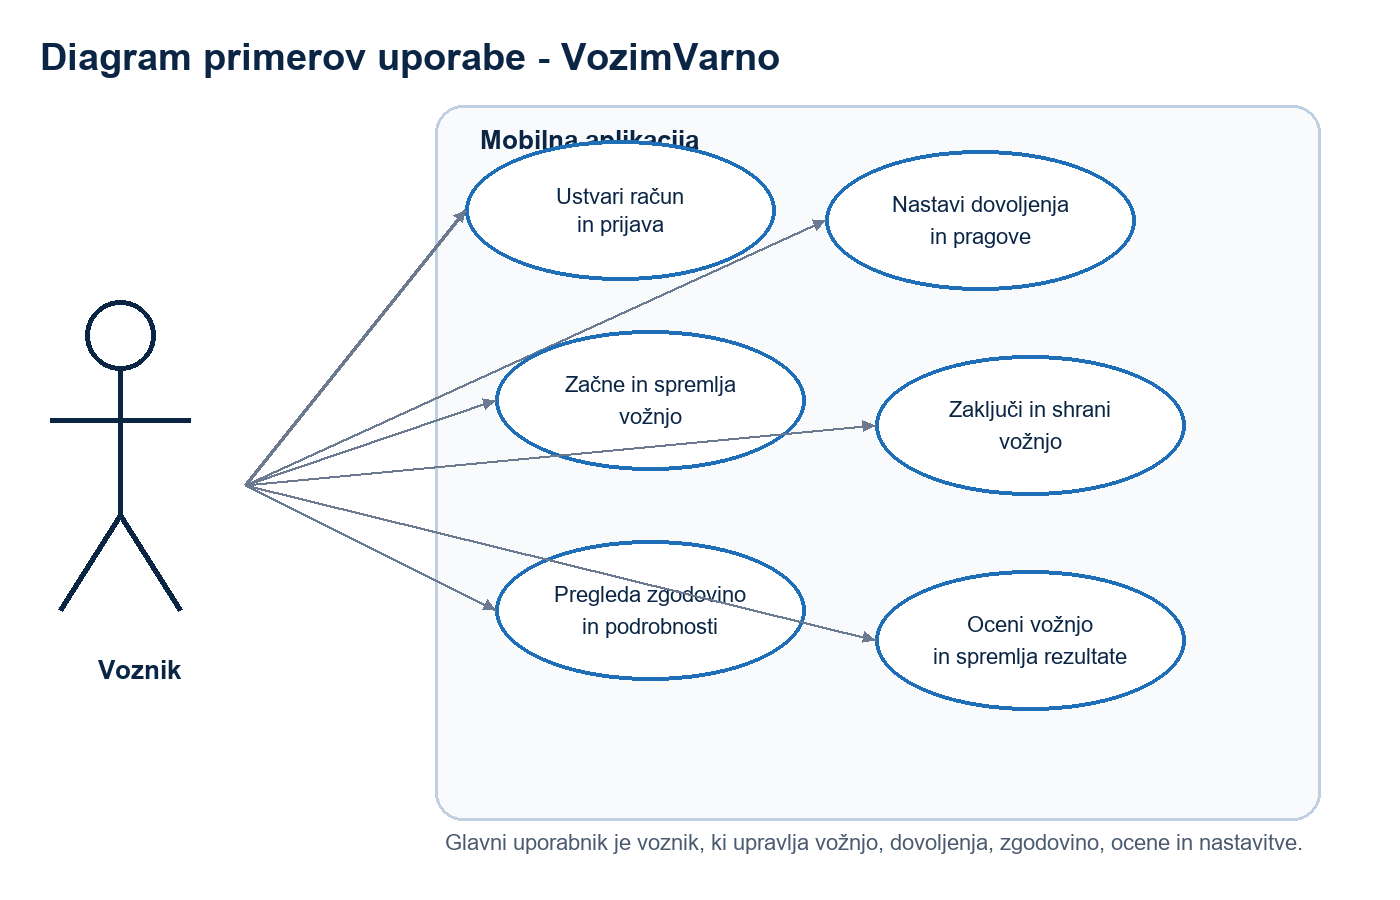 Diagram primerov uporabe - VozimVarno
Mobilna aplikacija
Ustvari račun
in prijava
Nastavi dovoljenja
in pragove
Začne in spremlja
vožnjo
Zaključi in shrani
vožnjo
Pregleda zgodovino
in podrobnosti
Oceni vožnjo
in spremlja rezultate
Voznik
Glavni uporabnik je voznik, ki upravlja vožnjo, dovoljenja, zgodovino, ocene in nastavitve.